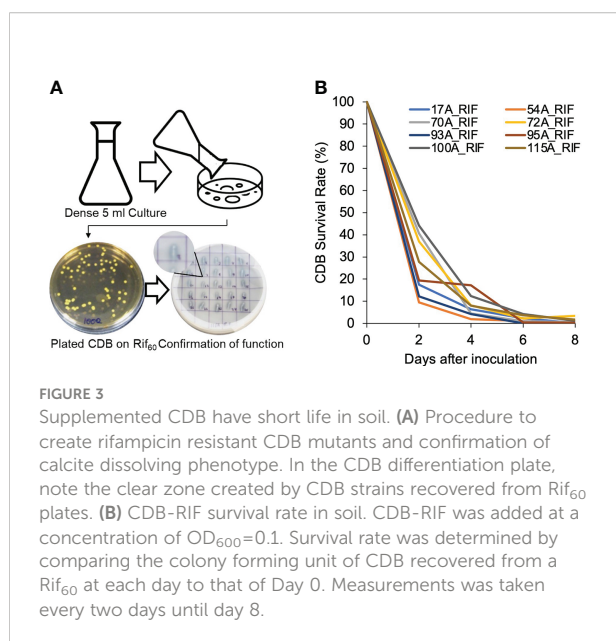 A
Dense 5 ml Culture
Plated CDB on Rif60 Confirmation of function
B
CDB Survival Rate (%)
100
90
80
70
60
50
40
30
20
10
0
17A_RIF 54A_RIF
70A_RIF 72A_RIF
93A_RIF 95A_RIF
100A_RIF 115A_RIF
0 2 4 6 8
Days after inoculation
FIGURE 3
Supplemented CDB have short life in soil. (A) Procedure to
create rifampicin resistant CDB mutants and confirmation of
calcite dissolving phenotype. In the CDB differentiation plate,
note the clear zone created by CDB strains recovered from Rif60
plates. (B) CDB-RIF survival rate in soil. CDB-RIF was added at a
concentration of OD600=0.1. Survival rate was determined by
comparing the colony forming unit of CDB recovered from a
Rif60 at each day to that of Day 0. Measurements was taken
every two days until day 8.